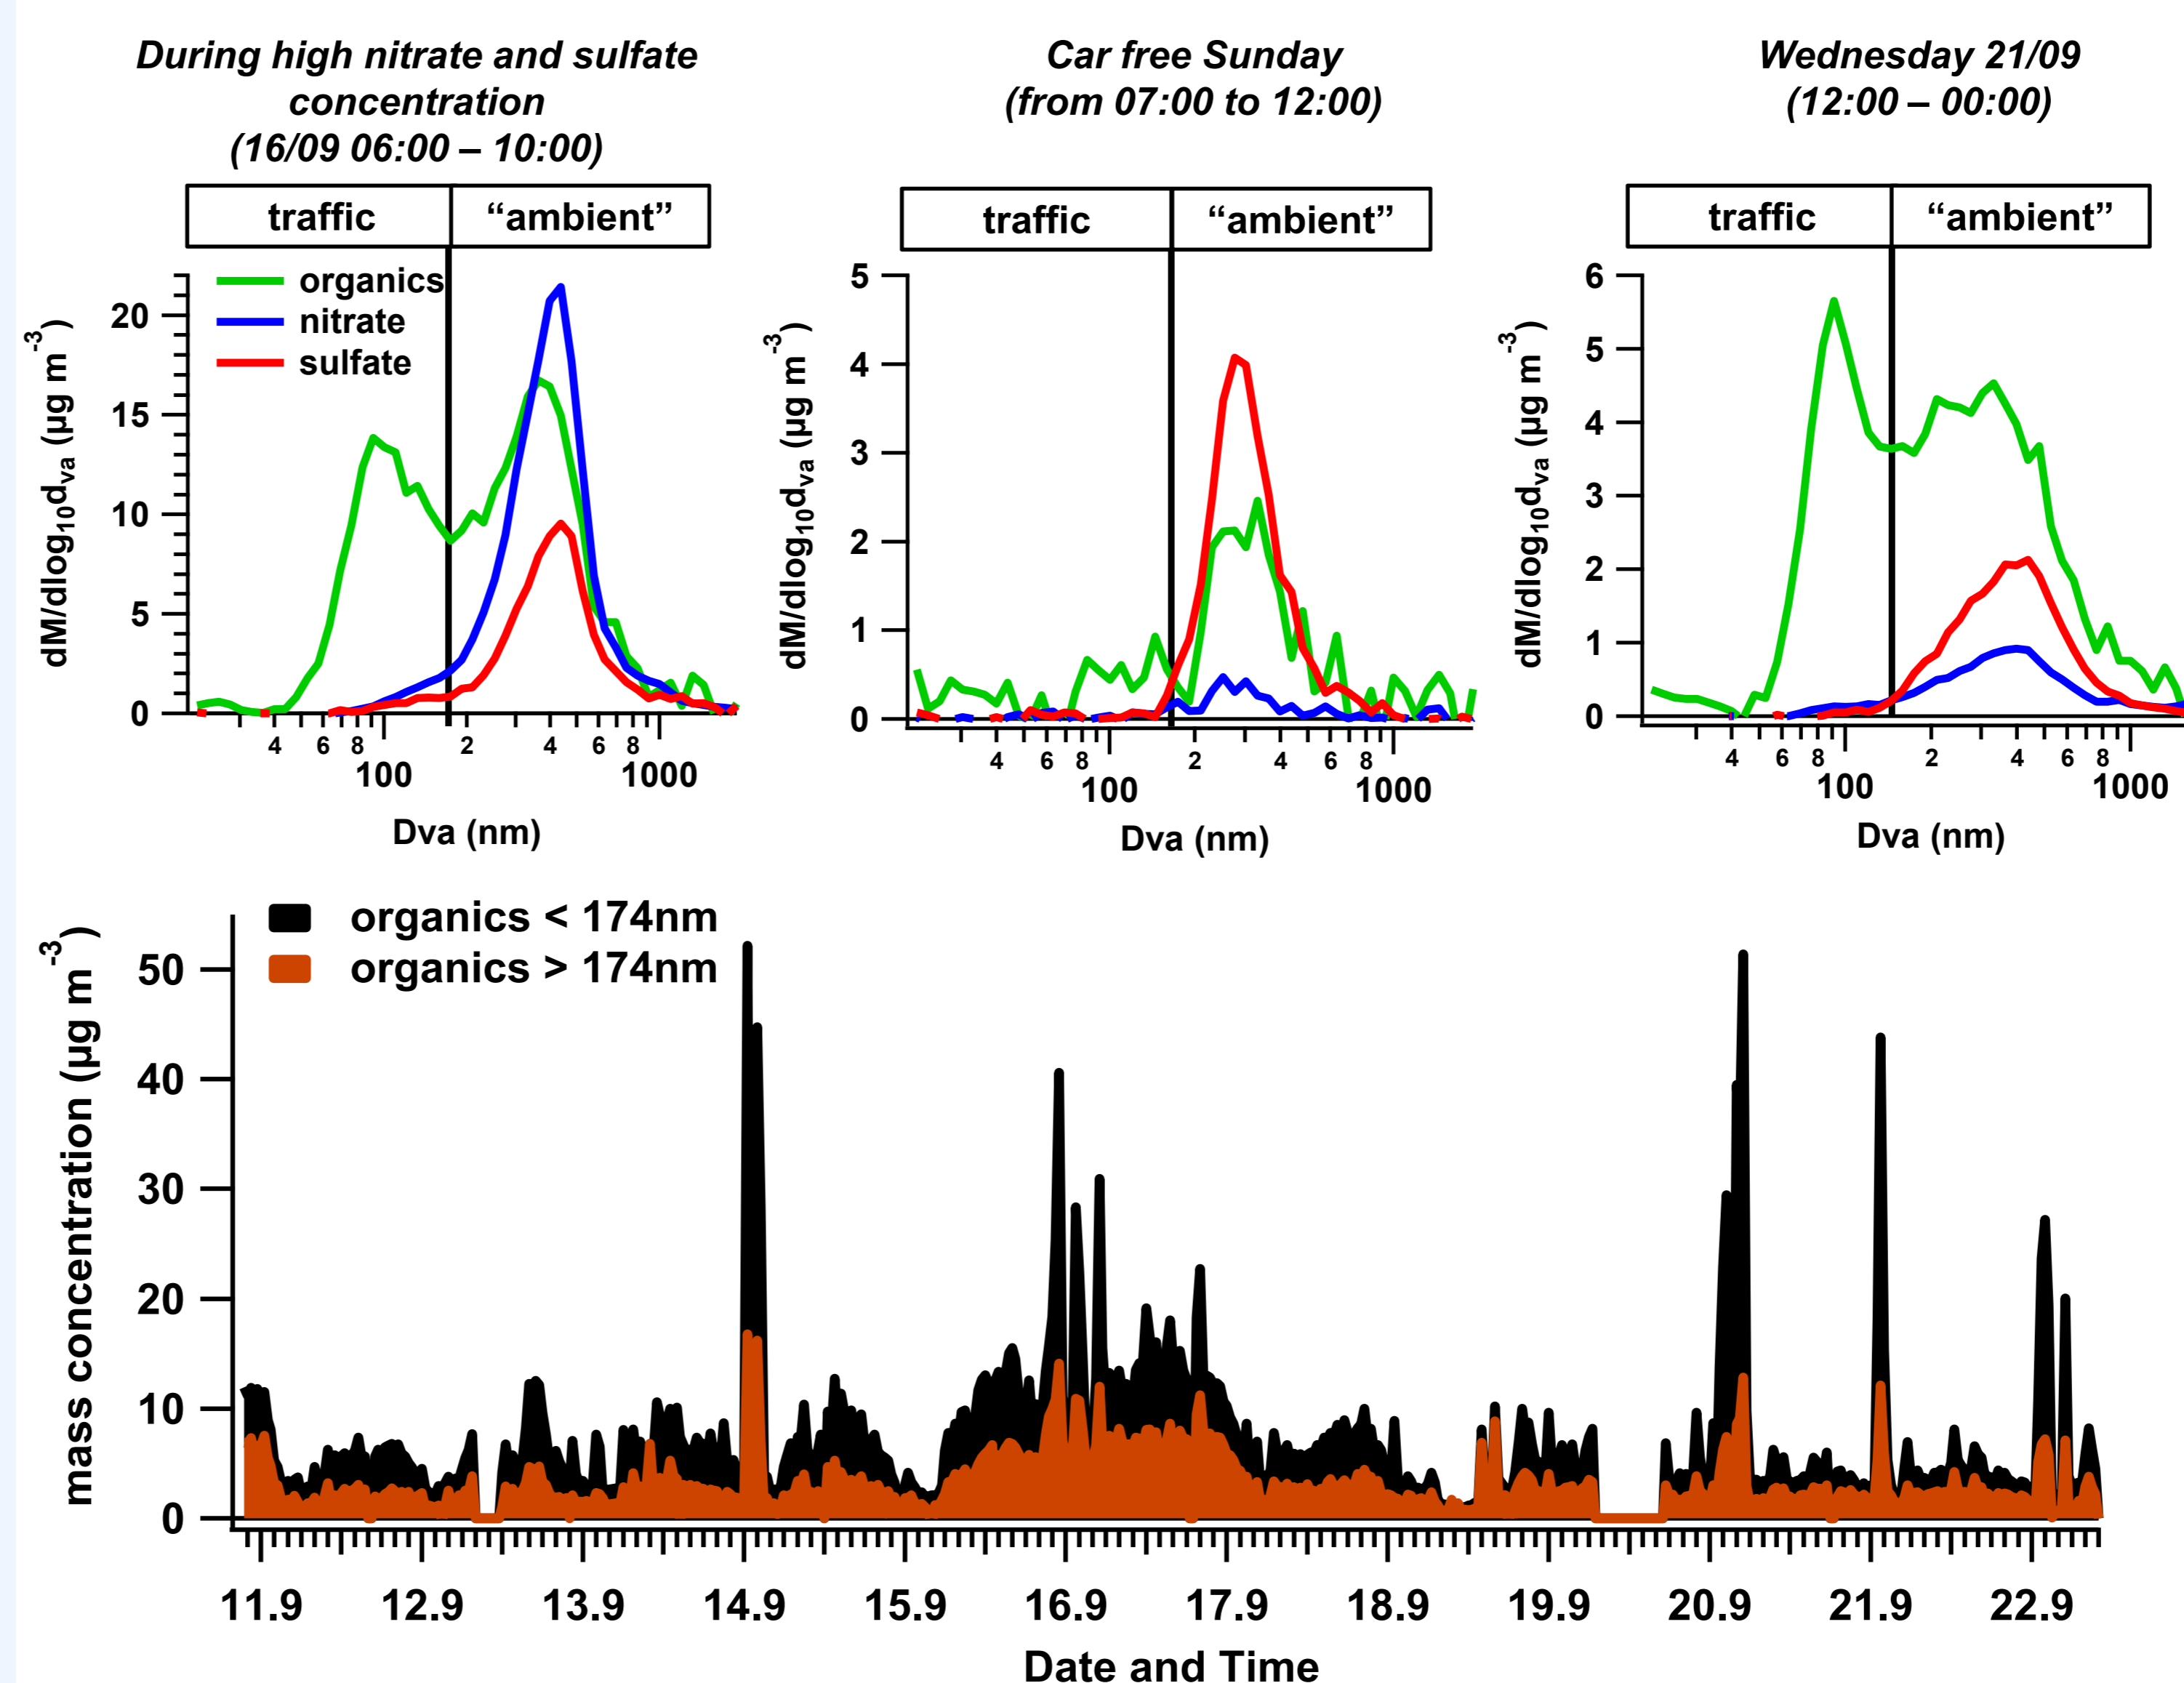 During high nitrate and sulfate
concentration
(16/09 06:00 – 10:00)
Car free Sunday
(from 07:00 to 12:00)
Wednesday 21/09
(12:00 – 00:00)
traffic
“ambient”
traffic
“ambient”
traffic
“ambient”
organics
nitrate
sulfate
dM/dlog10dva (µg m-3)
20
15
10
5
0
4 6 8 100 2 4 6 8 1000
Dva (nm)
dM/dlog10dva (µg m-3)
5
4
3
2
1
0
4 6 8 100 2 4 6 8 1000
Dva (nm)
dM/dlog10dva (µg m-3)
6
5
4
3
2
1
0
4 6 8 100 2 4 6 8 1000
Dva (nm)
organics < 174nm
organics > 174nm
mass concentration (µg m-3)
50
40
30
20
10
0
11.9 12.9 13.9 14.9 15.9 16.9 17.9 18.9 19.9 20.9 21.9 22.9
Date and Time